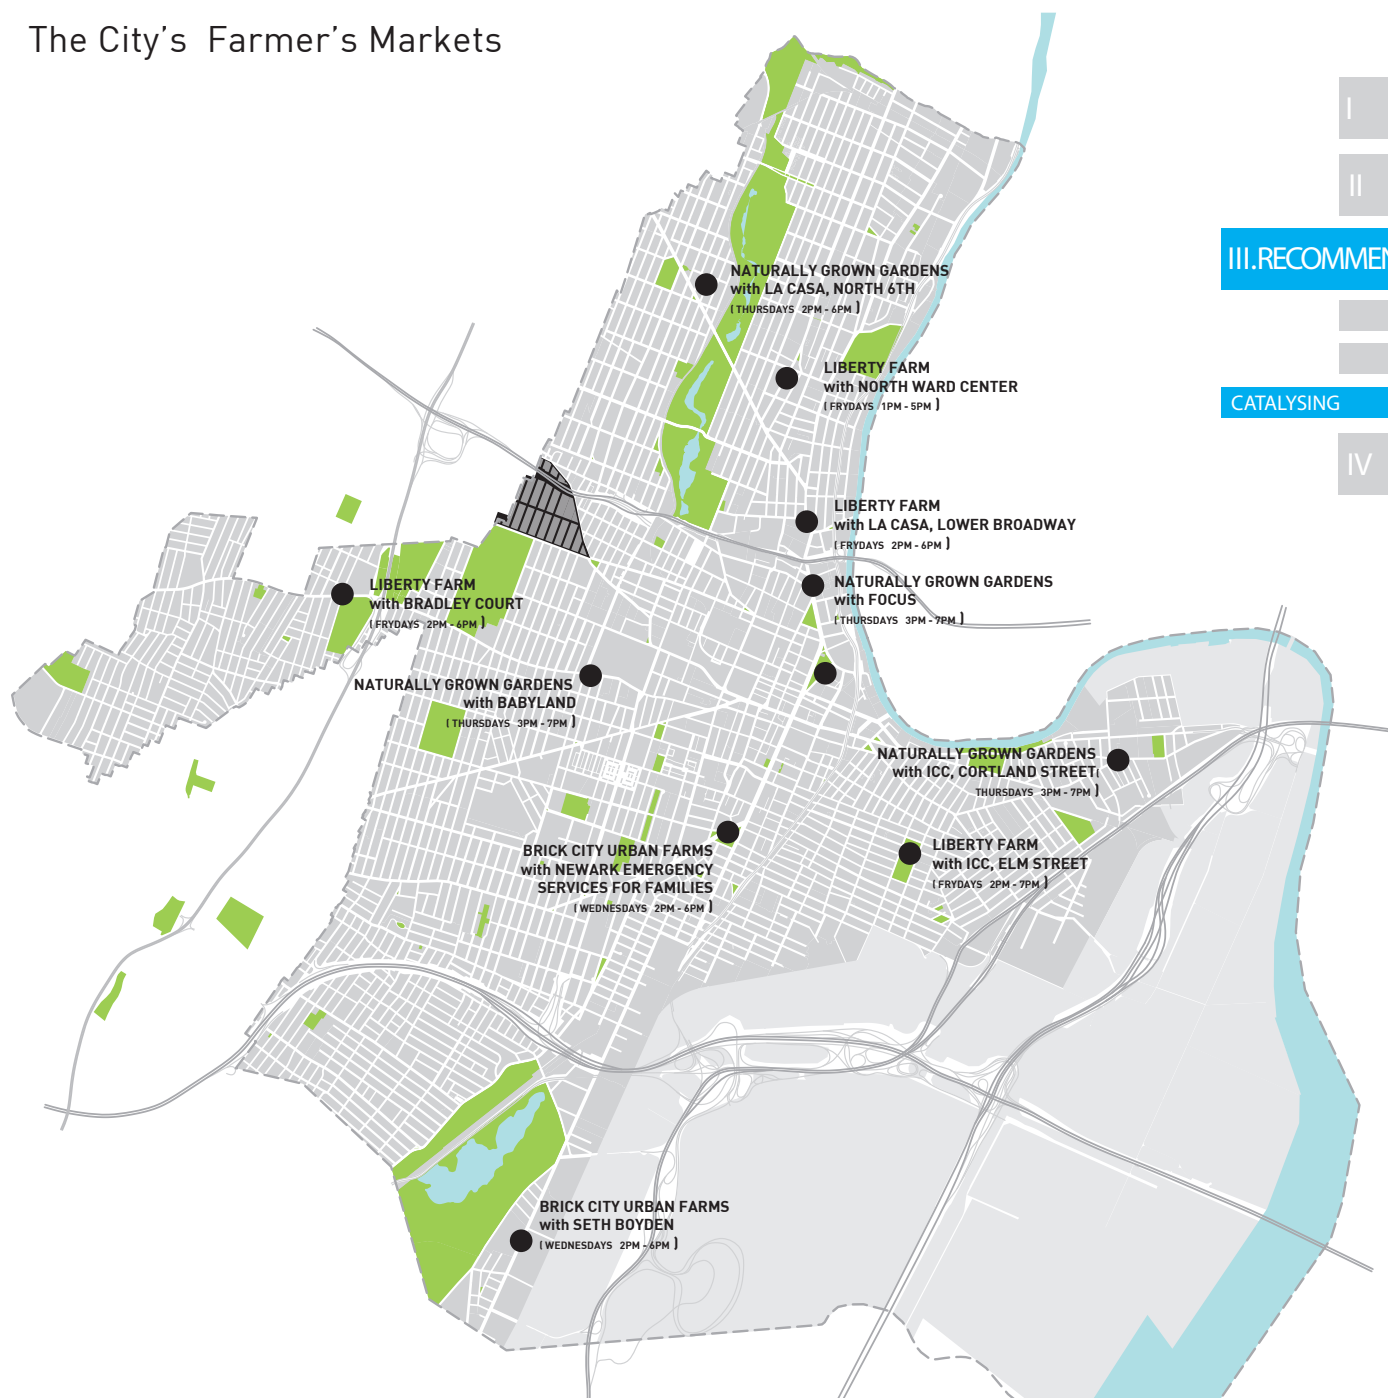 The City's Farmer's Markets
I
II
III.RECOMMEN
CATALYSING
IV
NATURALLY GROWN GARDENS
with LA CASA, NORTH 6TH
( THURSDAYS 2PM - 6PM )
LIBERTY FARM
with NORTH WARD CENTER
( FRYDAYS 1PM - 5PM )
LIBERTY FARM
with LA CASA, LOWER BROADWAY
( FRYDAYS 2PM - 6PM )
NATURALLY GROWN GARDENS
with FOCUS
( THURSDAYS 3PM - 7PM )
LIBERTY FARM
with BRADLEY COURT
( FRYDAYS 2PM - 6PM )
NATURALLY GROWN GARDENS
with BABYLAND
( THURSDAYS 3PM - 7PM )
NATURALLY GROWN GARDENS
with ICC, CORTLAND STREET(
THURSDAYS 3PM - 7PM )
BRICK CITY URBAN FARMS
with NEWARK EMERGENCY
SERVICES FOR FAMILIES
( WEDNESDAYS 2PM - 6PM )
LIBERTY FARM
with ICC, ELM STREET
( FRYDAYS 2PM - 7PM )
BRICK CITY URBAN FARMS
with SETH BOYDEN
( WEDNESDAYS 2PM - 6PM )